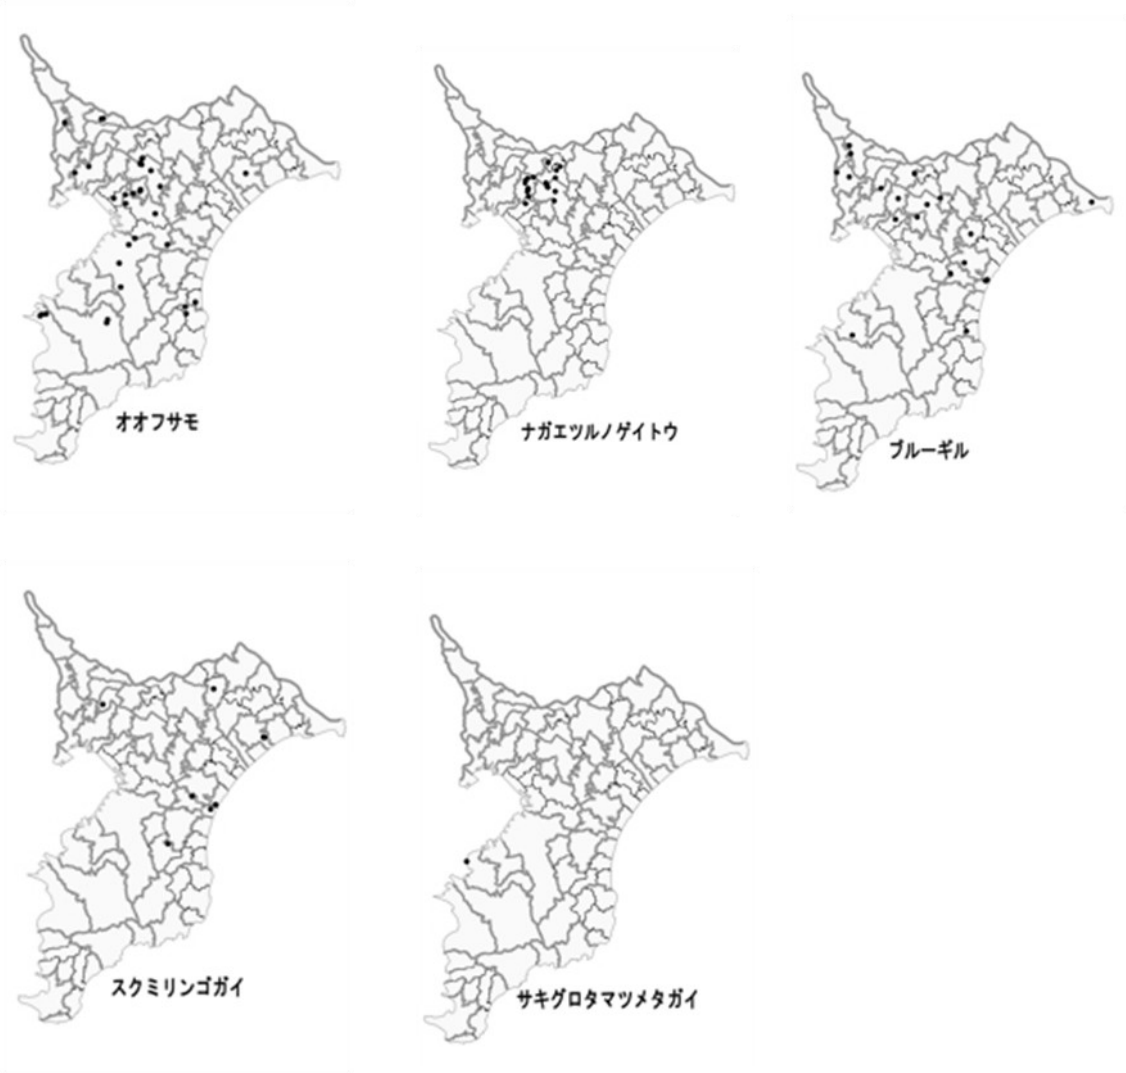 オオフサモ
ナガエツルノゲイトウ
ブルーギル
スクミリンゴガイ
サキグロタマツメタガイ